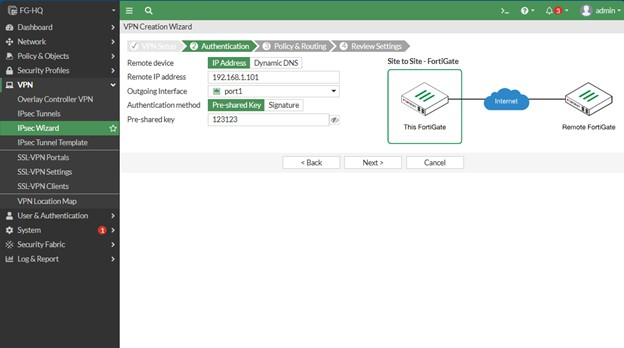 FG-HQ
admin
3
Dashboard
Network
Policy & Objects
Security Profiles
VPN
Overlay Controller VPN
IPsec Tunnels
IPsec Wizard
IPsec Tunnel Template
SSL-VPN Portals
SSL-VPN Settings
SSL-VPN Clients
VPN Location Map
User & Authentication
System 1
Security Fabric
Log & Report
VPN Creation Wizard
VPN Setup 2 Authentication 3 Policy & Routing 4 Review Settings
Remote device IP Address Dynamic DNS
Remote IP address 192.168.1.101
Outgoing Interface port1
Authentication method Pre-shared Key Signature
Pre-shared key 123123
Site to Site - FortiGate
Internet
This FortiGate Remote FortiGate
< Back Next > Cancel